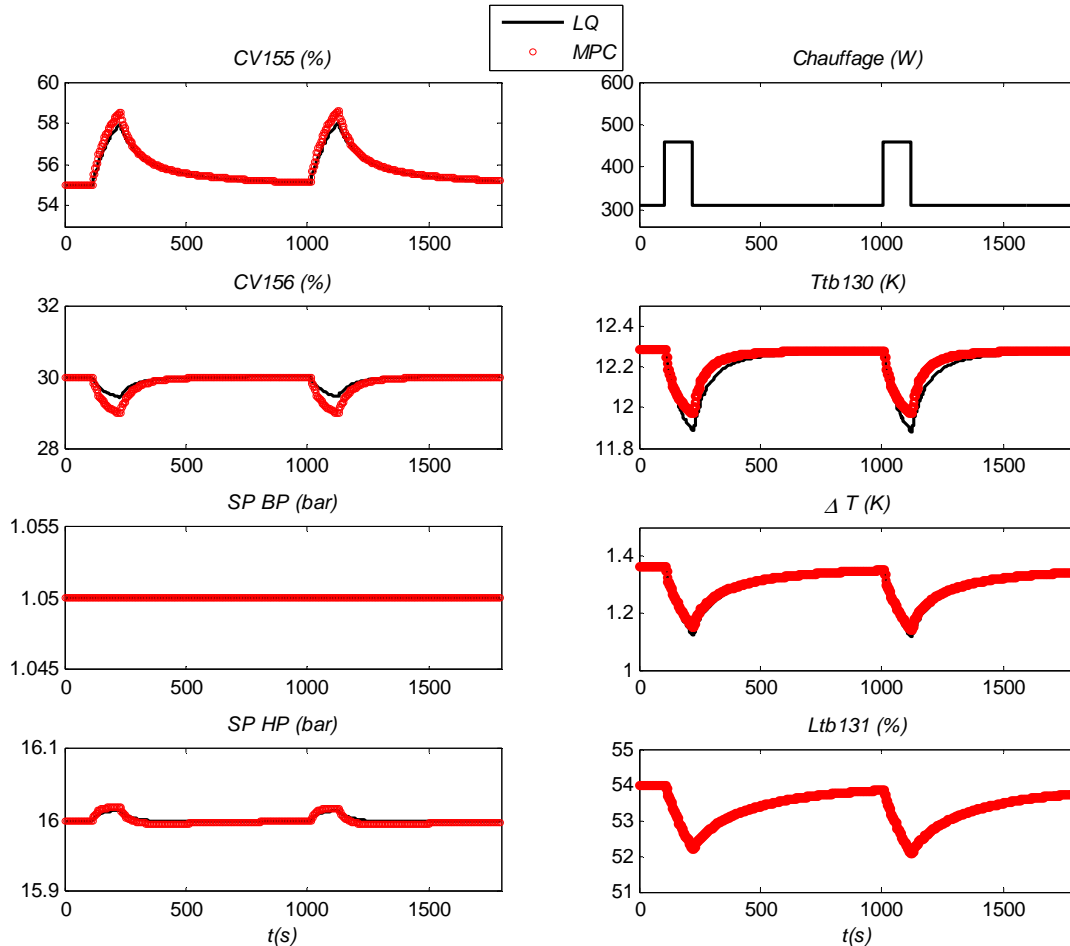 LQ
MPC
CV155 (%)
60
58
56
54
0 500 1000 1500
Chauffage (W)
600
500
400
300
0 500 1000 1500
CV156 (%)
32
30
28
0 500 1000 1500
Ttb130 (K)
12.4
12.2
12
11.8
0 500 1000 1500
SP BP (bar)
1.055
1.05
1.045
0 500 1000 1500
Δ T (K)
1.4
1.2
1
0 500 1000 1500
SP HP (bar)
16.1
16
15.9
0 500 1000 1500
t(s)
Ltb131 (%)
55
54
53
52
51
0 500 1000 1500
t(s)